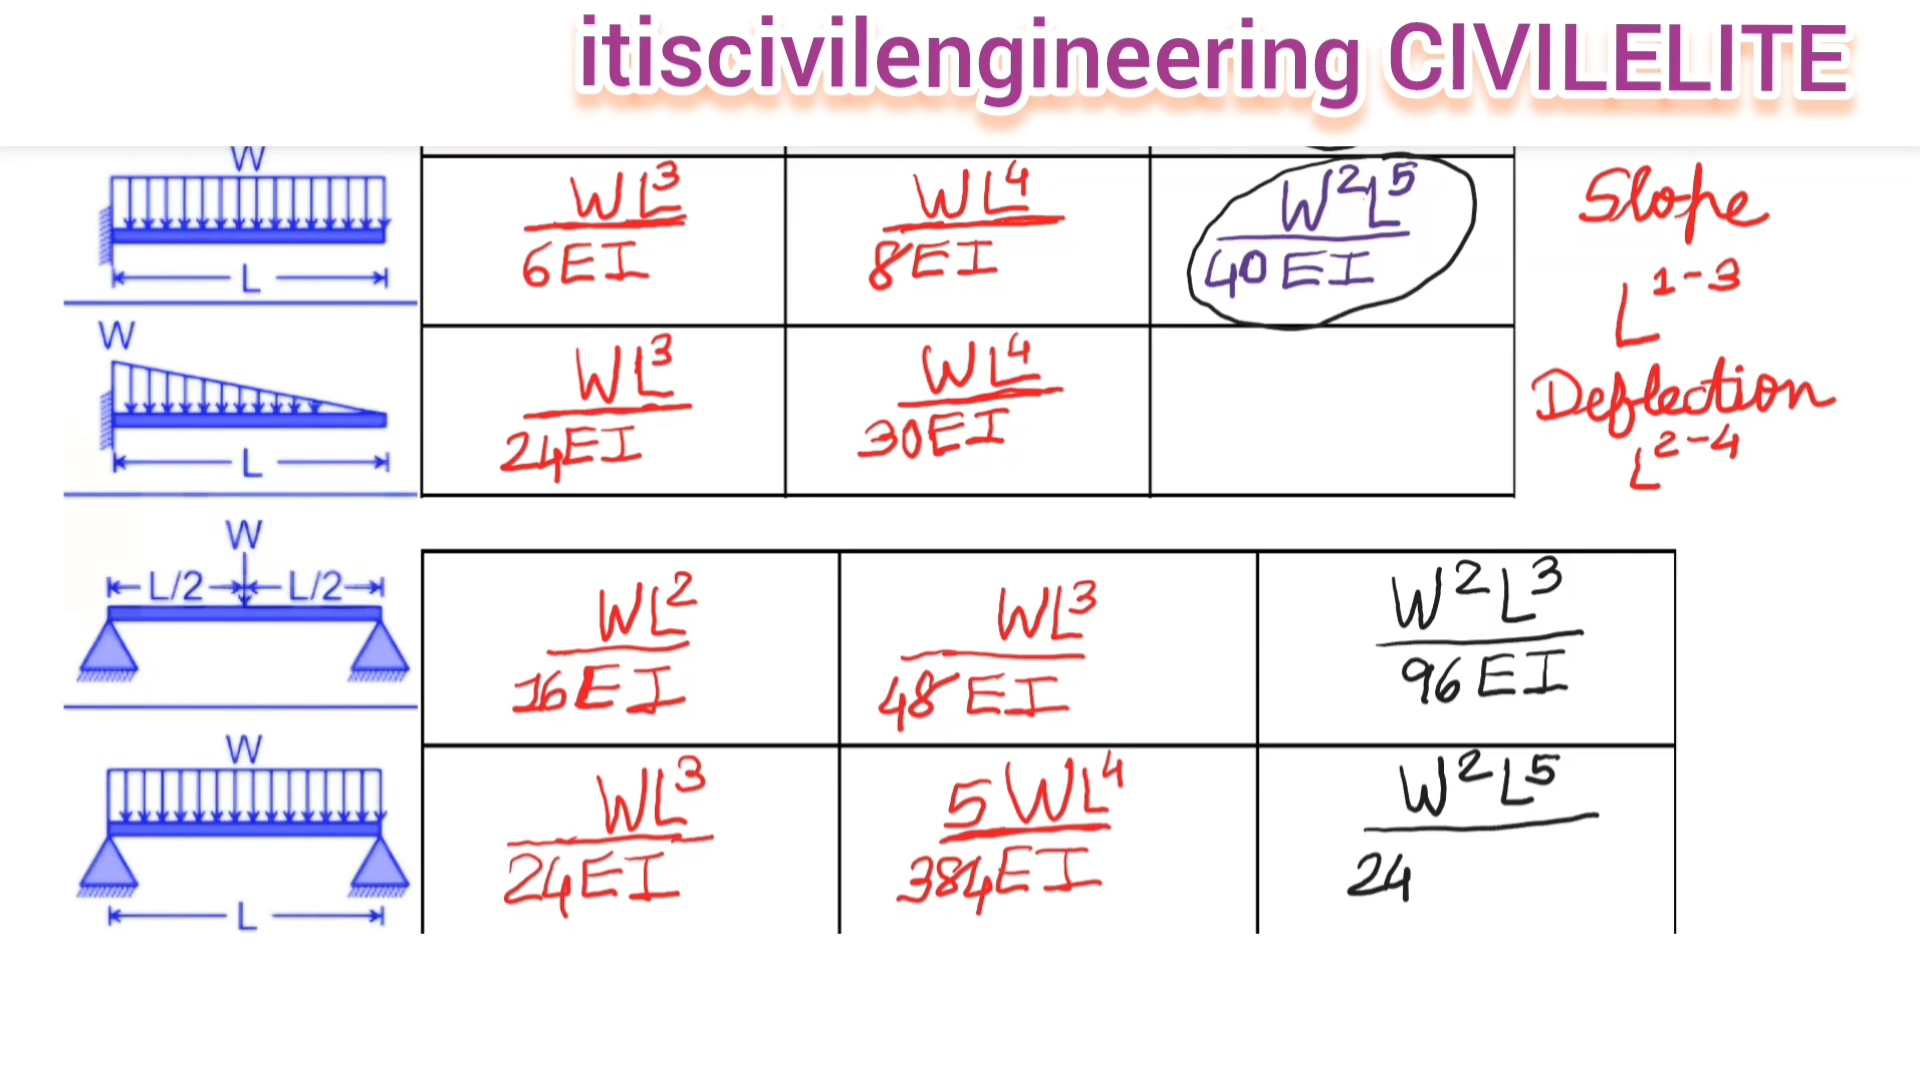 itiscivilengineering CIVILELITE
W
L
WL³
6EI
WL⁴
8EI
W²L⁵
40EI
Slope
L¹⁻³
Deflection
L²⁻⁴
W
L
WL³
24EI
WL⁴
30EI
W
L/2 L/2
WL²
16EI
WL³
48EI
W²L³
96EI
W
L
WL³
24EI
5WL⁴
384EI
W²L⁵
24